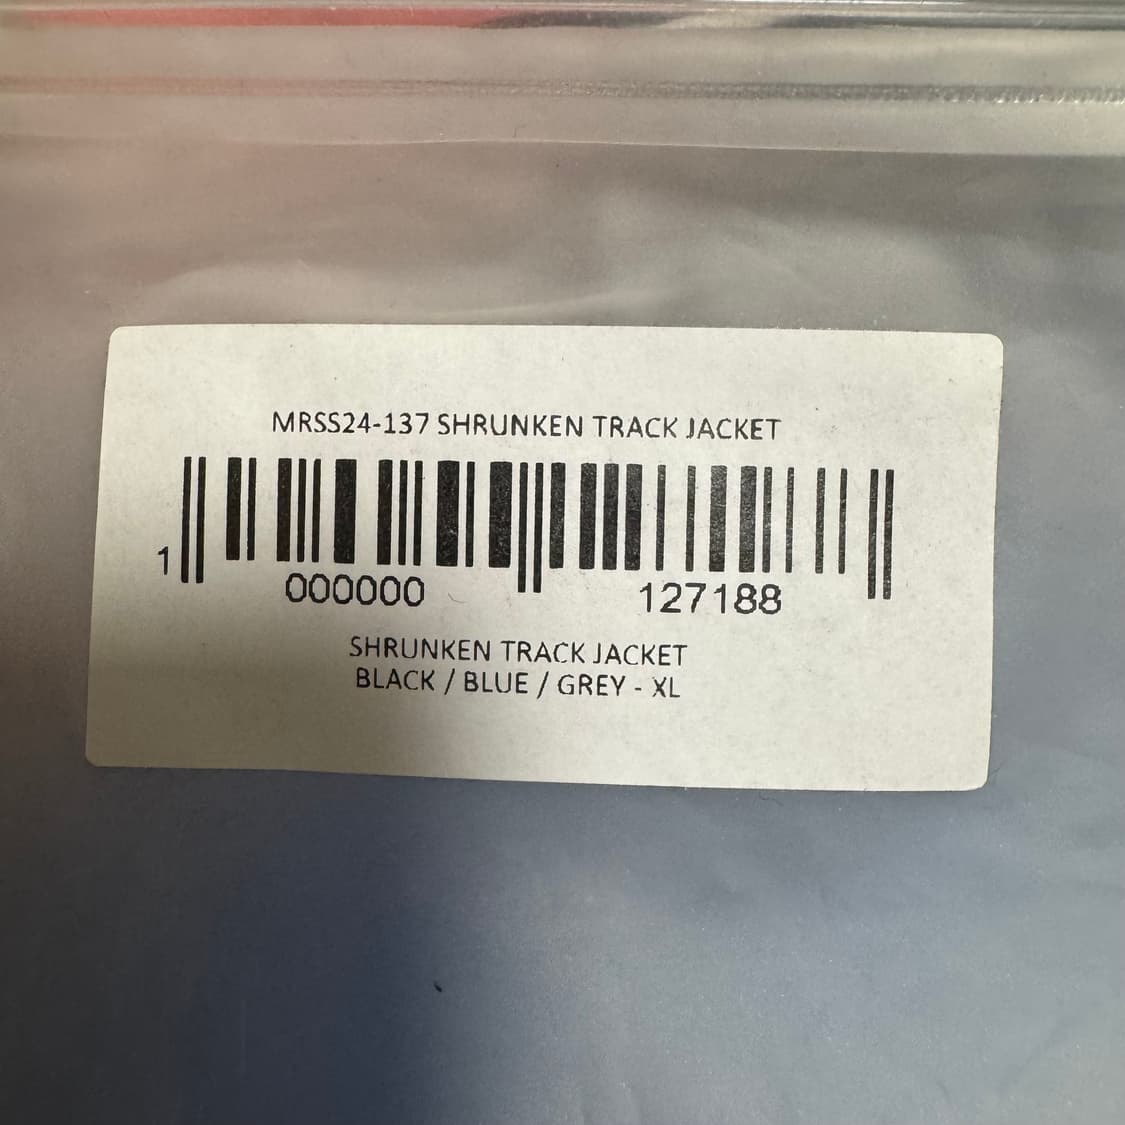 MRSS24-137 SHRUNKEN TRACK JACKET
1 000000 127188
SHRUNKEN TRACK JACKET
BLACK / BLUE / GREY - XL